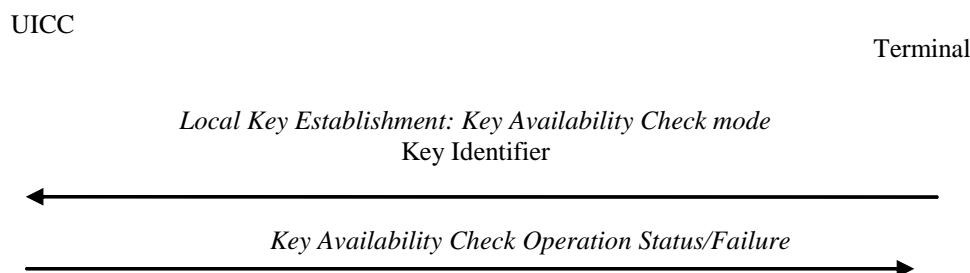 UICC
Terminal
Local Key Establishment: Key Availability Check mode
Key Identifier
Key Availability Check Operation Status/Failure